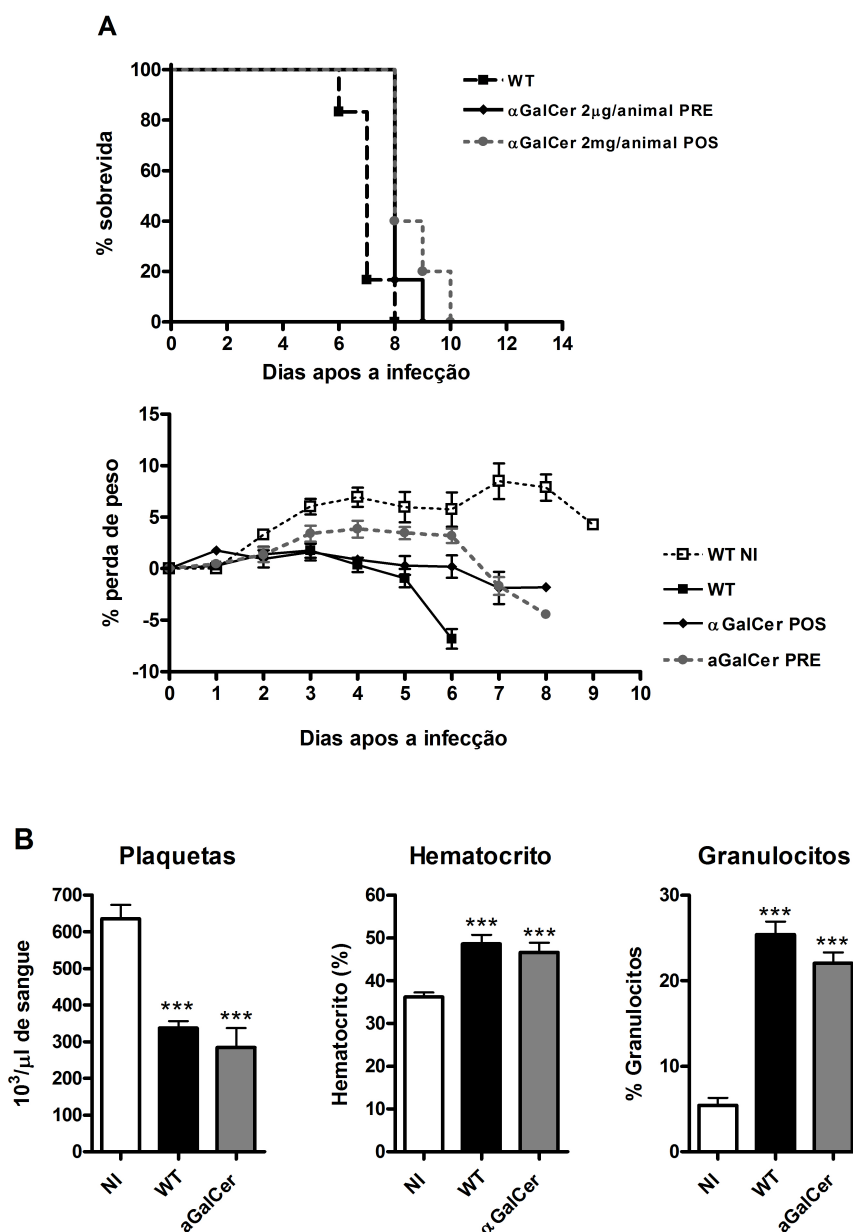 A
% sobrevida
100
80
60
40
20
0
0 2 4 6 8 10 12 14
Dias apos a infecção
WT
αGalCer 2µg/animal PRE
αGalCer 2mg/animal POS
% perda de peso
15
10
5
0
-5
-10
0 1 2 3 4 5 6 7 8 9 10
Dias apos a infecção
WT NI
WT
α GalCer POS
aGalCer PRE
B
Plaquetas
10³/µl de sangue
700
600
500
400
300
200
100
0
***
***
NI
WT
aGalCer
Hematocrito
Hematocrito (%)
60
50
40
30
20
10
0
***
***
NI
WT
α GalCer
Granulocitos
% Granulocitos
30
20
10
0
***
***
NI
WT
aGalCer